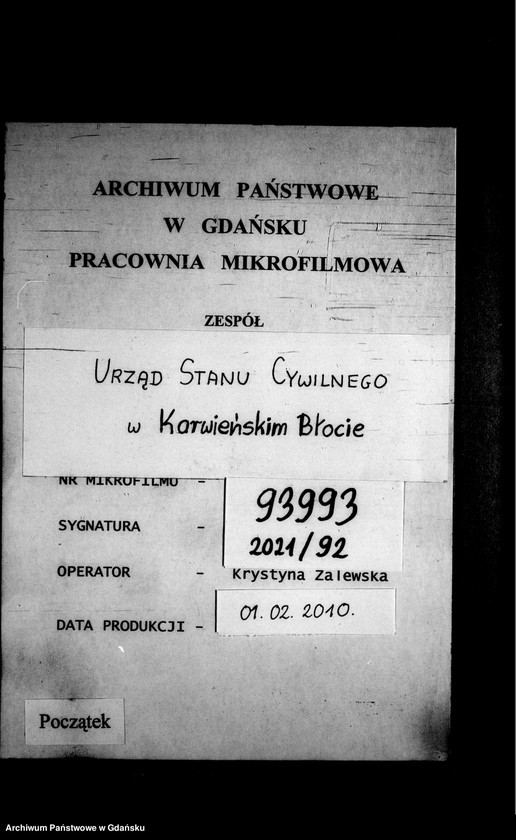 ARCHIWUM PAŃSTWOWE
W GDAŃSKU
PRACOWNIA MIKROFILMOWA
ZESPÓŁ
URZĄD STANU CYWILNEGO
w Karwieńskim Błocie
NR MIKROFILMU - 93993
SYGNATURA - 2021/92
OPERATOR - Krystyna Zalewska
DATA PRODUKCJI - 01.02.2010.
Początek
Archiwum Państwowe w Gdańsku